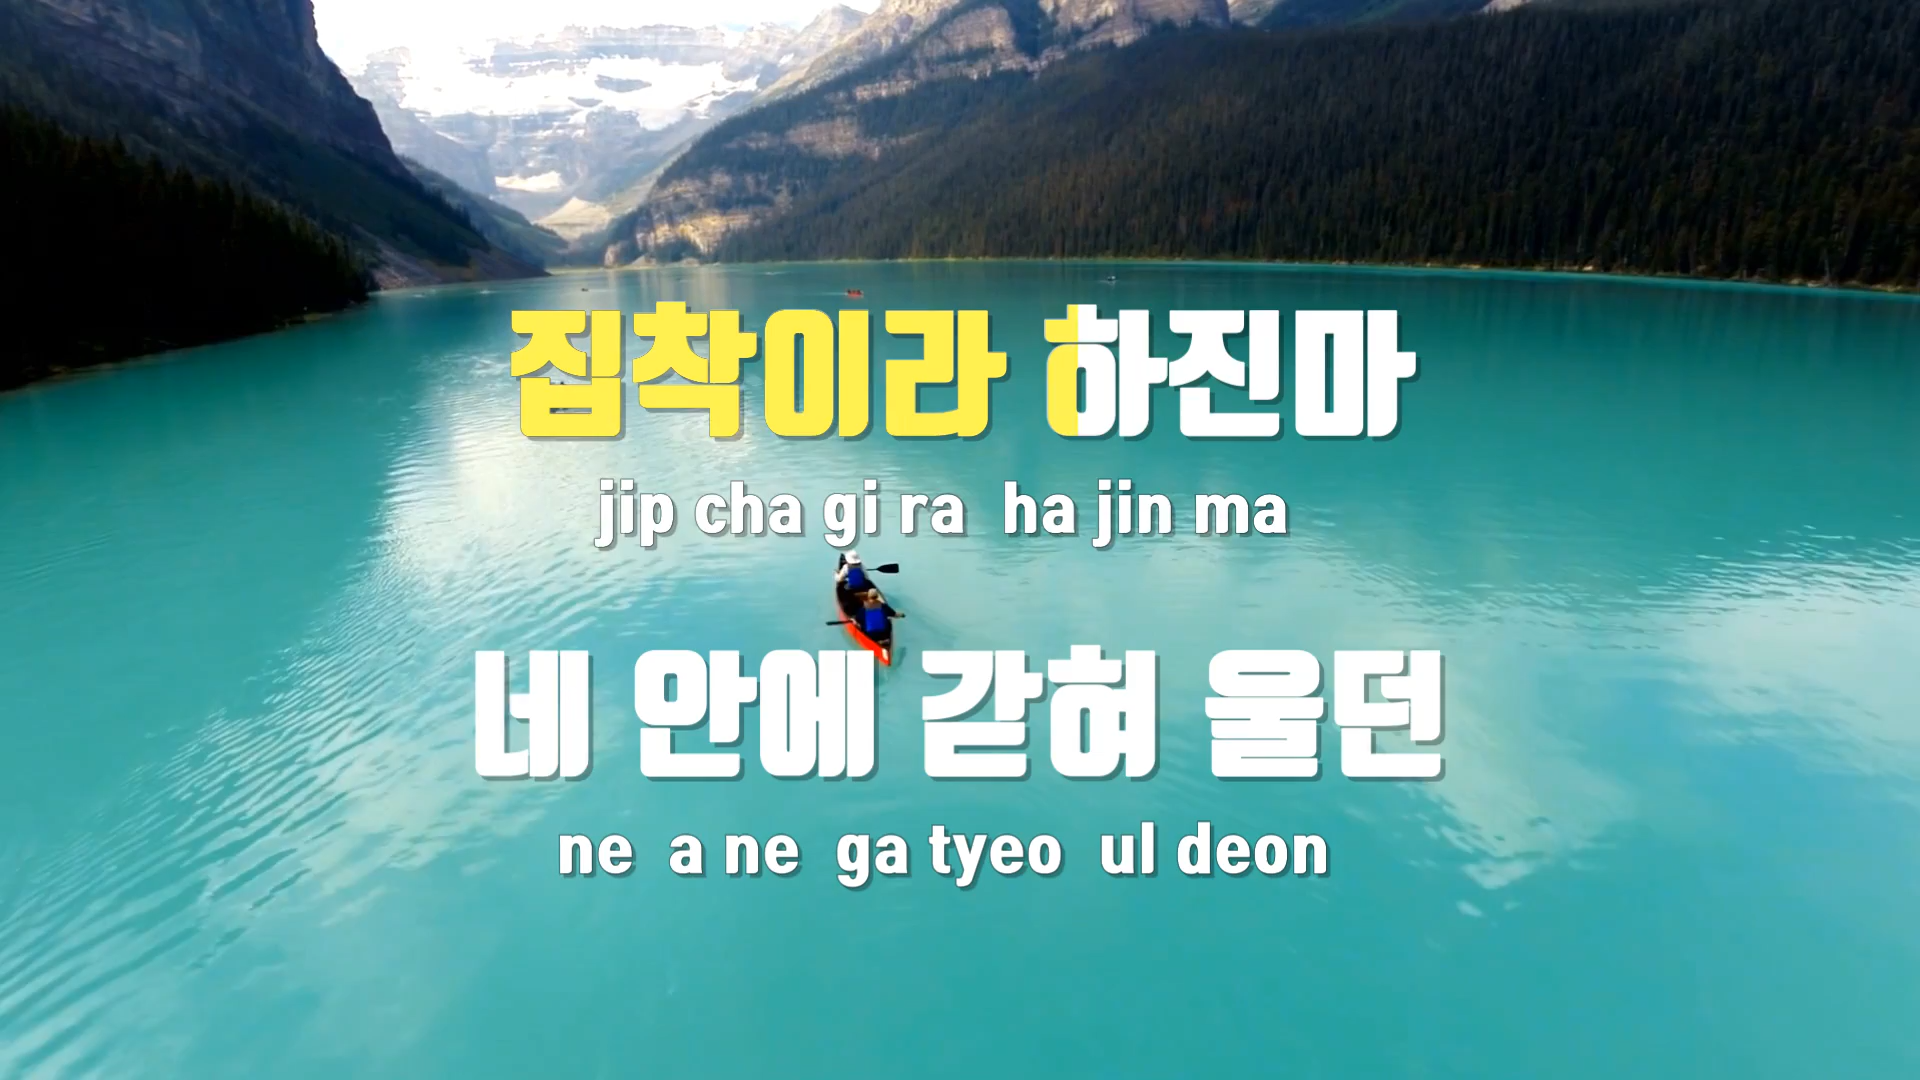 집착이라 하진마
jip cha gi ra ha jin ma
네 안에 갇혀 울던
ne a ne ga tyeo ul deon